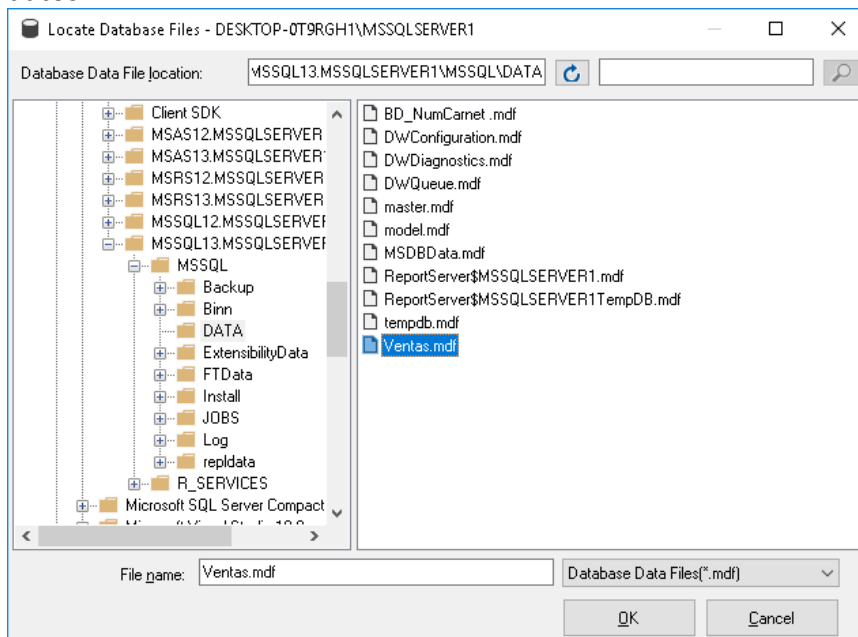 Locate Database Files - DESKTOP-0T9RGH1\MSSQLSERVER1
Database Data File location:
MSSQL13.MSSQLSERVER1\MSSQL\DATA
Client SDK
MSAS12.MSSQLSERVER
MSAS13.MSSQLSERVER
MSRS12.MSSQLSERVER
MSRS13.MSSQLSERVER
MSSQL12.MSSQLSERVER
MSSQL13.MSSQLSERVER
MSSQL
Backup
Binn
DATA
ExtensibilityData
FTData
Install
JOBS
Log
repldata
R_SERVICES
Microsoft SQL Server Compact
BD_NumCarnet .mdf
DWConfiguration.mdf
DWDiagnostics.mdf
DWQueue.mdf
master.mdf
model.mdf
MSDBData.mdf
ReportServer$MSSQLSERVER1.mdf
ReportServer$MSSQLSERVER1TempDB.mdf
tempdb.mdf
Ventas.mdf
File name:
Ventas.mdf
Database Data Files(*.mdf)
OK
Cancel